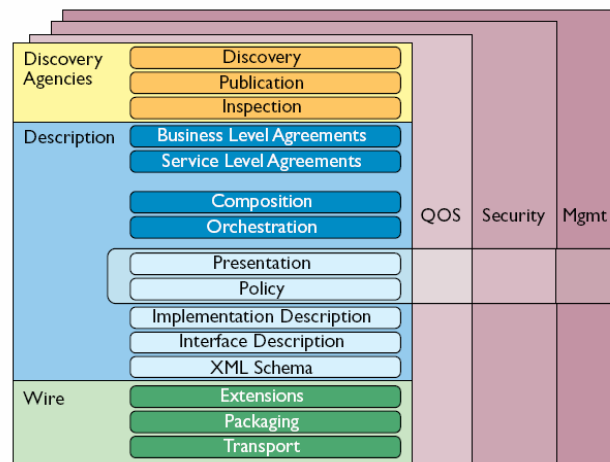 Discovery
Agencies
Discovery
Publication
Inspection
Description
Business Level Agreements
Service Level Agreements
Composition
Orchestration
QOS
Security
Mgmt
Presentation
Policy
Implementation Description
Interface Description
XML Schema
Wire
Extensions
Packaging
Transport